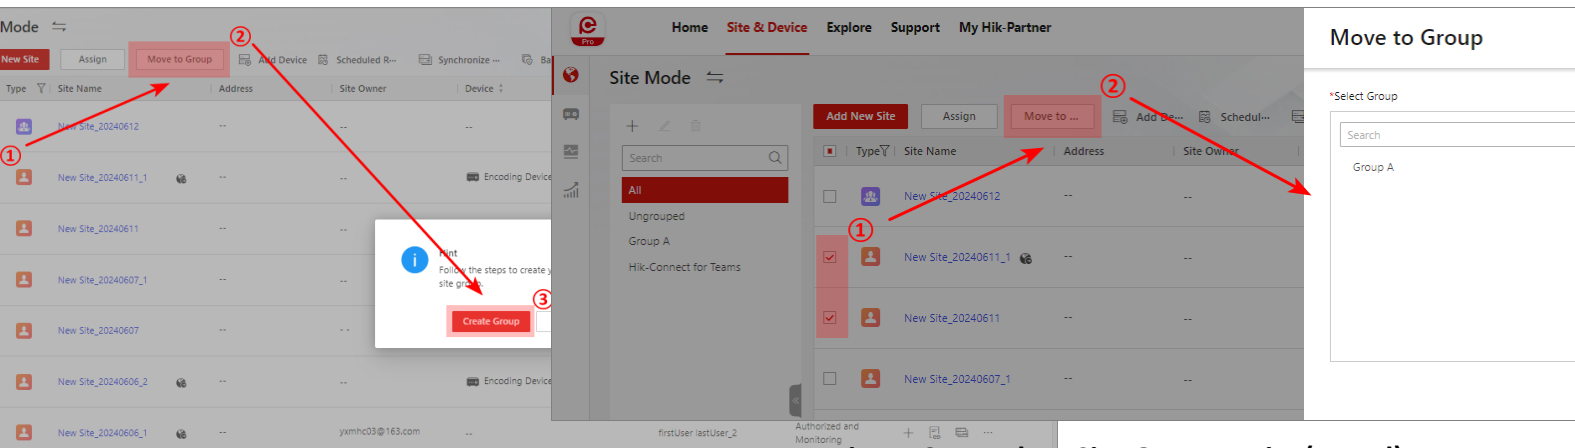 Mode
New Site
Assign
Move to Group
②
Add Device
Scheduled R···
Synchronize ···
Ba
Type
Site Name
Address
Site Owner
Device
New Site_20240612
--
--
--
①
New Site_20240611_1
--
--
Encoding Device
New Site_20240611
--
--
New Site_20240607_1
--
--
New Site_20240607
--
- -
New Site_20240606_2
--
--
Encoding Device
New Site_20240606_1
--
yxmhc03@163.com
--
Hint
Follow the steps to create y
site group.
③
Create Group
Pro
Home
Site & Device
Explore
Support
My Hik-Partner
Site Mode
Search
All
Ungrouped
Group A
Hik-Connect for Teams
Add New Site
Assign
Move to ...
②
Add De···
Schedul···
Type
Site Name
Address
Site Owner
New Site_20240612
--
--
①
New Site_20240611_1
--
--
New Site_20240611
--
--
New Site_20240607_1
--
--
Move to Group
*Select Group
Search
Group A
firstUser lastUser_2
Authorized and
Monitoring
···